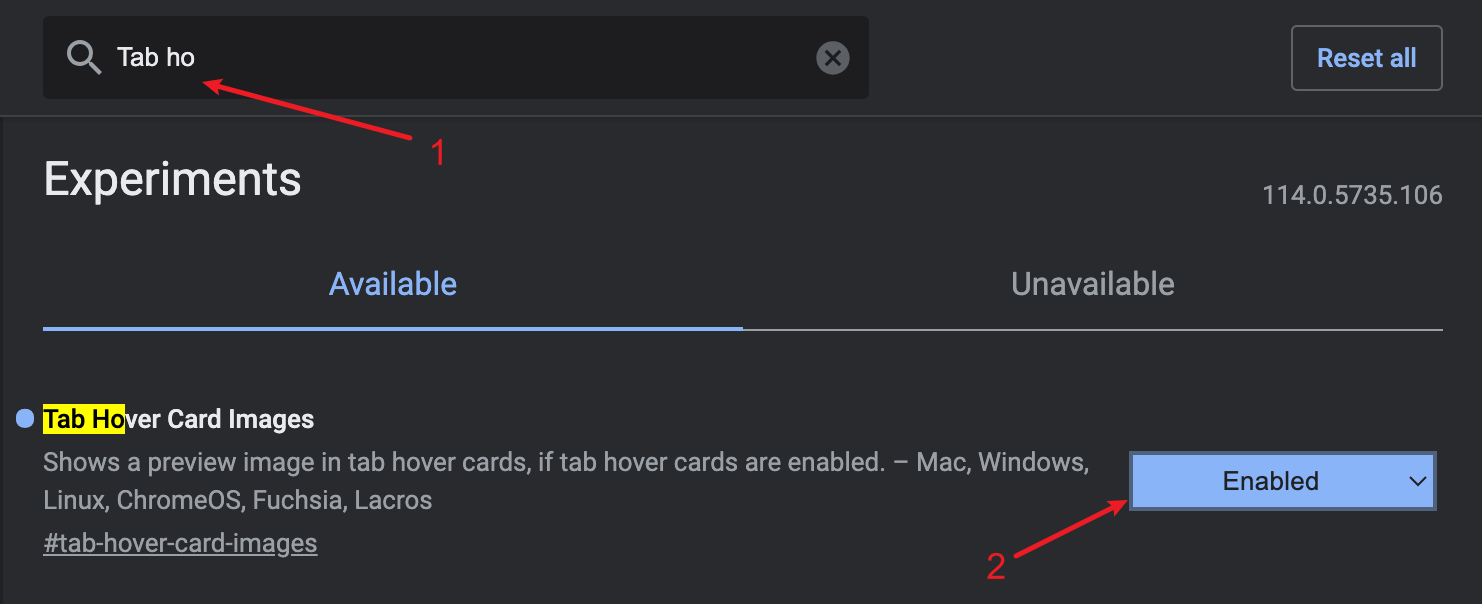 Tab ho
Reset all
1
Experiments
114.0.5735.106
Available
Unavailable
Tab Hover Card Images
Shows a preview image in tab hover cards, if tab hover cards are enabled. – Mac, Windows,
Linux, ChromeOS, Fuchsia, Lacros
Enabled
#tab-hover-card-images
2